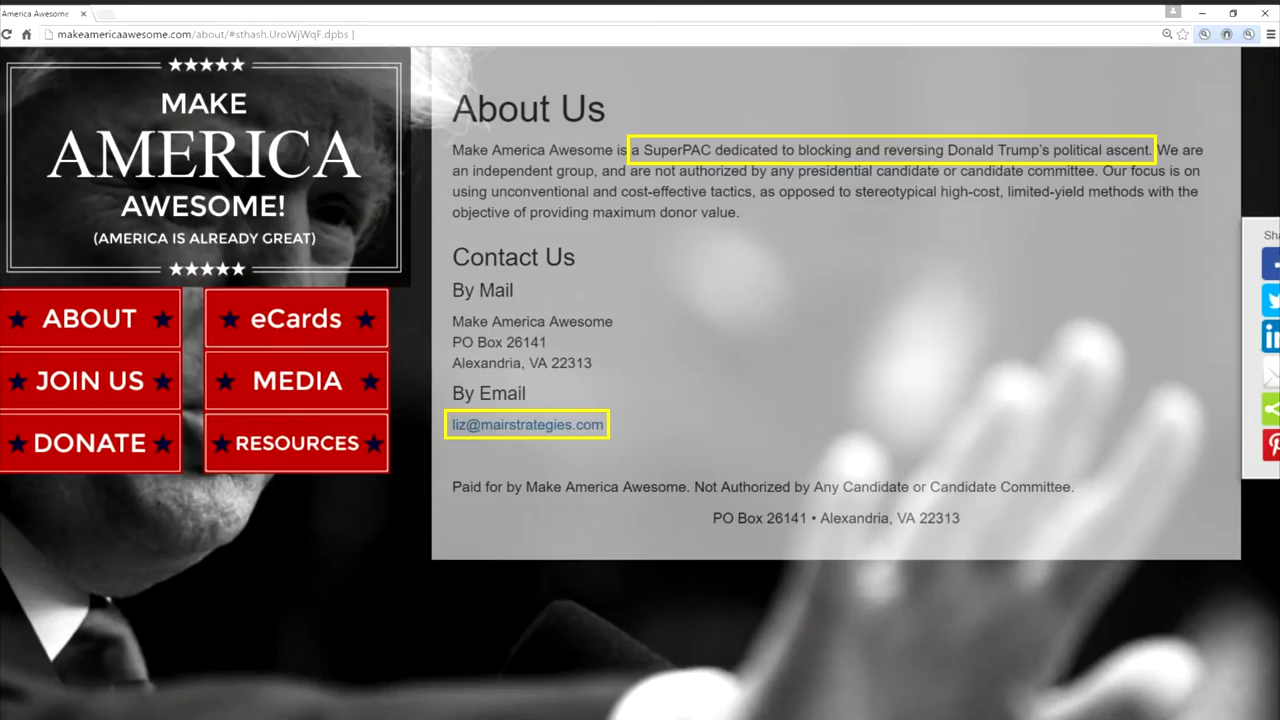 America Awesome
makeamericaawesome.com/about/#sthash.UroWjWqF.dpbs ]
★★★★★
MAKE
AMERICA
AWESOME!
(AMERICA IS ALREADY GREAT)
★★★★★
★ ABOUT ★
★ eCards ★
★ JOIN US ★
★ MEDIA ★
★ DONATE ★
★ RESOURCES ★
About Us
Make America Awesome is a SuperPAC dedicated to blocking and reversing Donald Trump's political ascent. We are
an independent group, and are not authorized by any presidential candidate or candidate committee. Our focus is on
using unconventional and cost-effective tactics, as opposed to stereotypical high-cost, limited-yield methods with the
objective of providing maximum donor value.
Contact Us
By Mail
Make America Awesome
PO Box 26141
Alexandria, VA 22313
By Email
liz@mairstrategies.com
Paid for by Make America Awesome. Not Authorized by Any Candidate or Candidate Committee.
PO Box 26141 • Alexandria, VA 22313
Sha